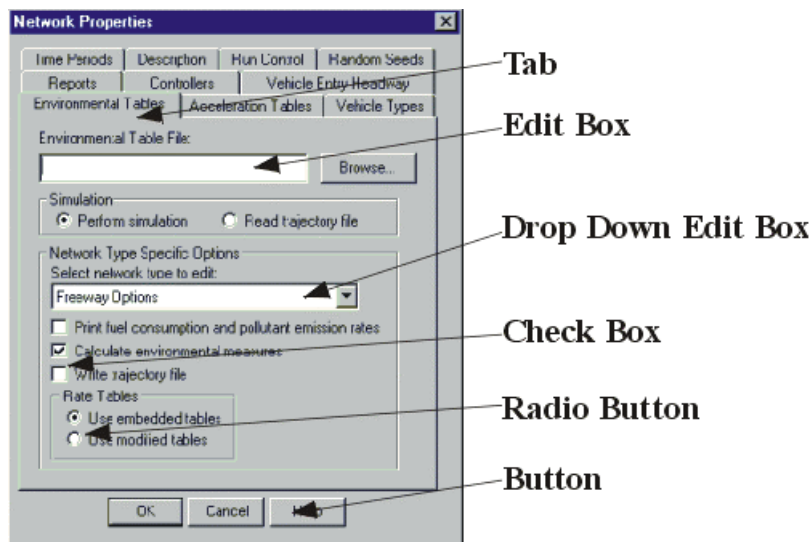 Network Properties
Time Periods Description Run Control Random Seeds
Reports Controllers Vehicle Entry Headway
Environmental Tables Acceleration Tables Vehicle Types
Environmental Table File:
Browse...
Simulation
Perform simulation Read trajectory file
Network Type Specific Options
Select network type to edit:
Freeway Options
Print fuel consumption and pollutant emission rates
Calculate environmental measures
Write trajectory file
Rate Tables
Use embedded tables
Use modified tables
OK Cancel Help
Tab
Edit Box
Drop Down Edit Box
Check Box
Radio Button
Button